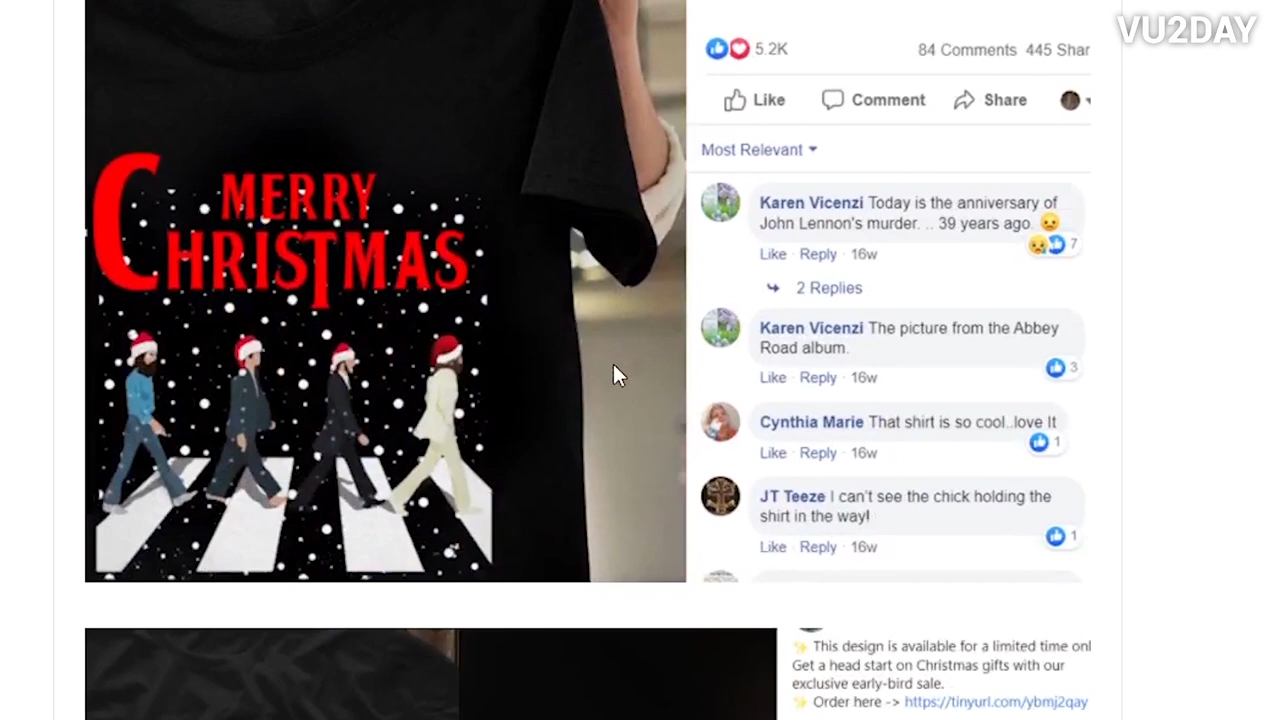 VU2DAY
MERRY
CHRISTMAS
5.2K
84 Comments 445 Shar
Like Comment Share
Most Relevant
Karen Vicenzi Today is the anniversary of
John Lennon's murder. .. 39 years ago. 😞
7
Like · Reply · 16w
2 Replies
Karen Vicenzi The picture from the Abbey
Road album.
3
Like · Reply · 16w
Cynthia Marie That shirt is so cool..love It
1
Like · Reply · 16w
JT Teeze I can't see the chick holding the
shirt in the way!
1
Like · Reply · 16w
✨ This design is available for a limited time onl
Get a head start on Christmas gifts with our
exclusive early-bird sale.
✨ Order here -> https://tinyurl.com/ybmj2qay